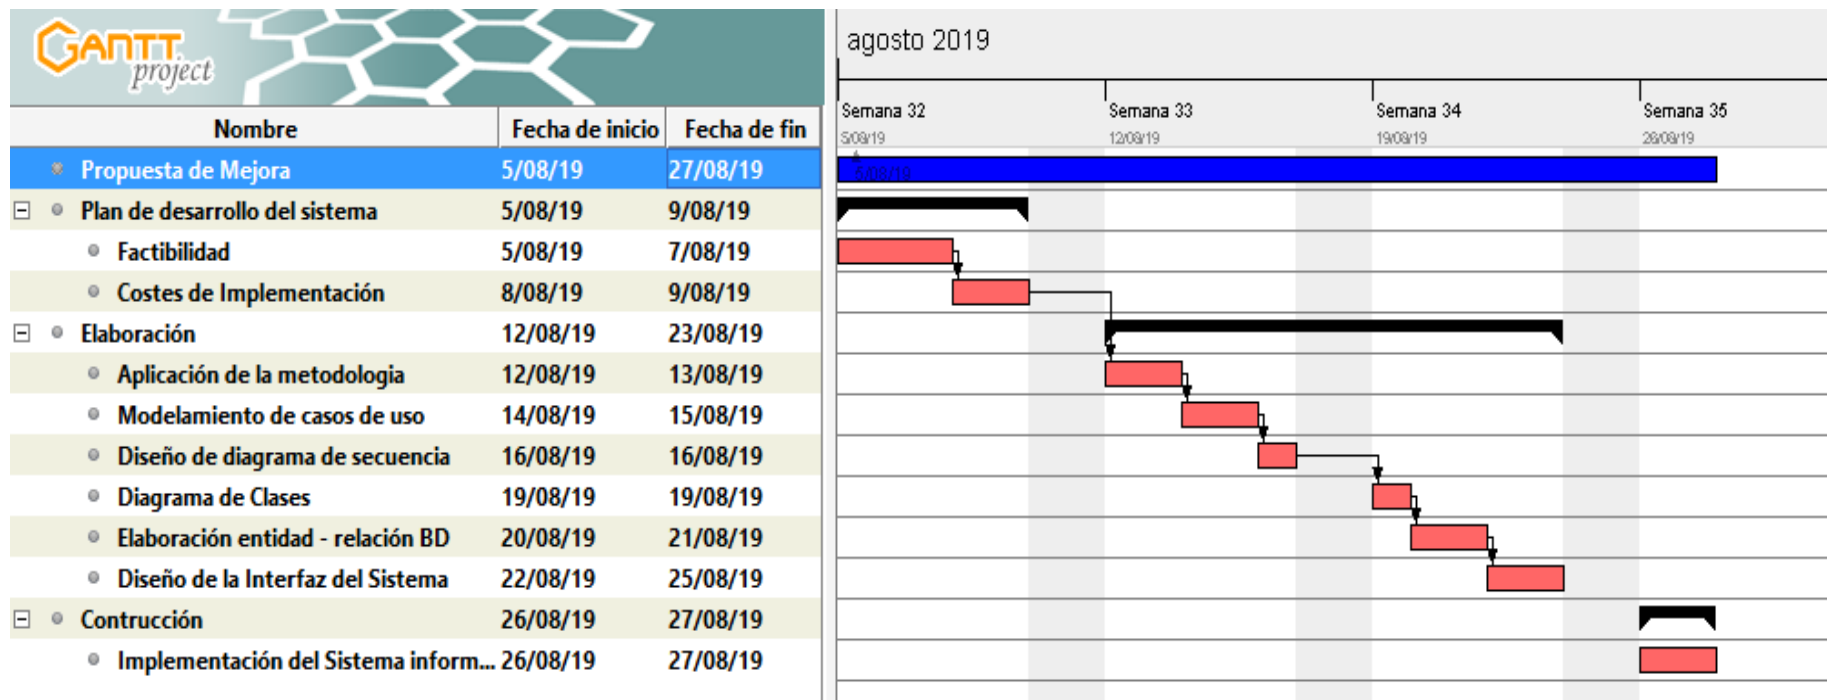 GANTT
project
agosto 2019
Semana 32 Semana 33 Semana 34 Semana 35
5/08/19 12/08/19 19/08/19 26/08/19
Nombre Fecha de inicio Fecha de fin
Propuesta de Mejora 5/08/19 27/08/19
5/08/19
Plan de desarrollo del sistema 5/08/19 9/08/19
Factibilidad 5/08/19 7/08/19
Costes de Implementación 8/08/19 9/08/19
Elaboración 12/08/19 23/08/19
Aplicación de la metodologia 12/08/19 13/08/19
Modelamiento de casos de uso 14/08/19 15/08/19
Diseño de diagrama de secuencia 16/08/19 16/08/19
Diagrama de Clases 19/08/19 19/08/19
Elaboración entidad - relación BD 20/08/19 21/08/19
Diseño de la Interfaz del Sistema 22/08/19 25/08/19
Contrucción 26/08/19 27/08/19
Implementación del Sistema inform... 26/08/19 27/08/19